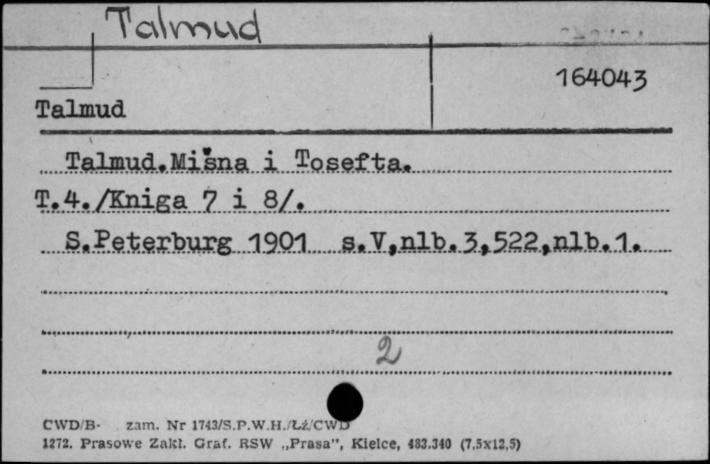 Talmud
164043
Talmud
Talmud.Mišna i Tosefta.
T.4./Kniga 7 i 8/.
S.Peterburg 1901 s.V,nlb.3,522,nlb.1.
2
CWD/B- zam. Nr 1743/S.P.W.H./Łź/CWD
1272. Prasowe Zakł. Graf. RSW „Prasa”, Kielce, 483.340 (7,5x12,5)